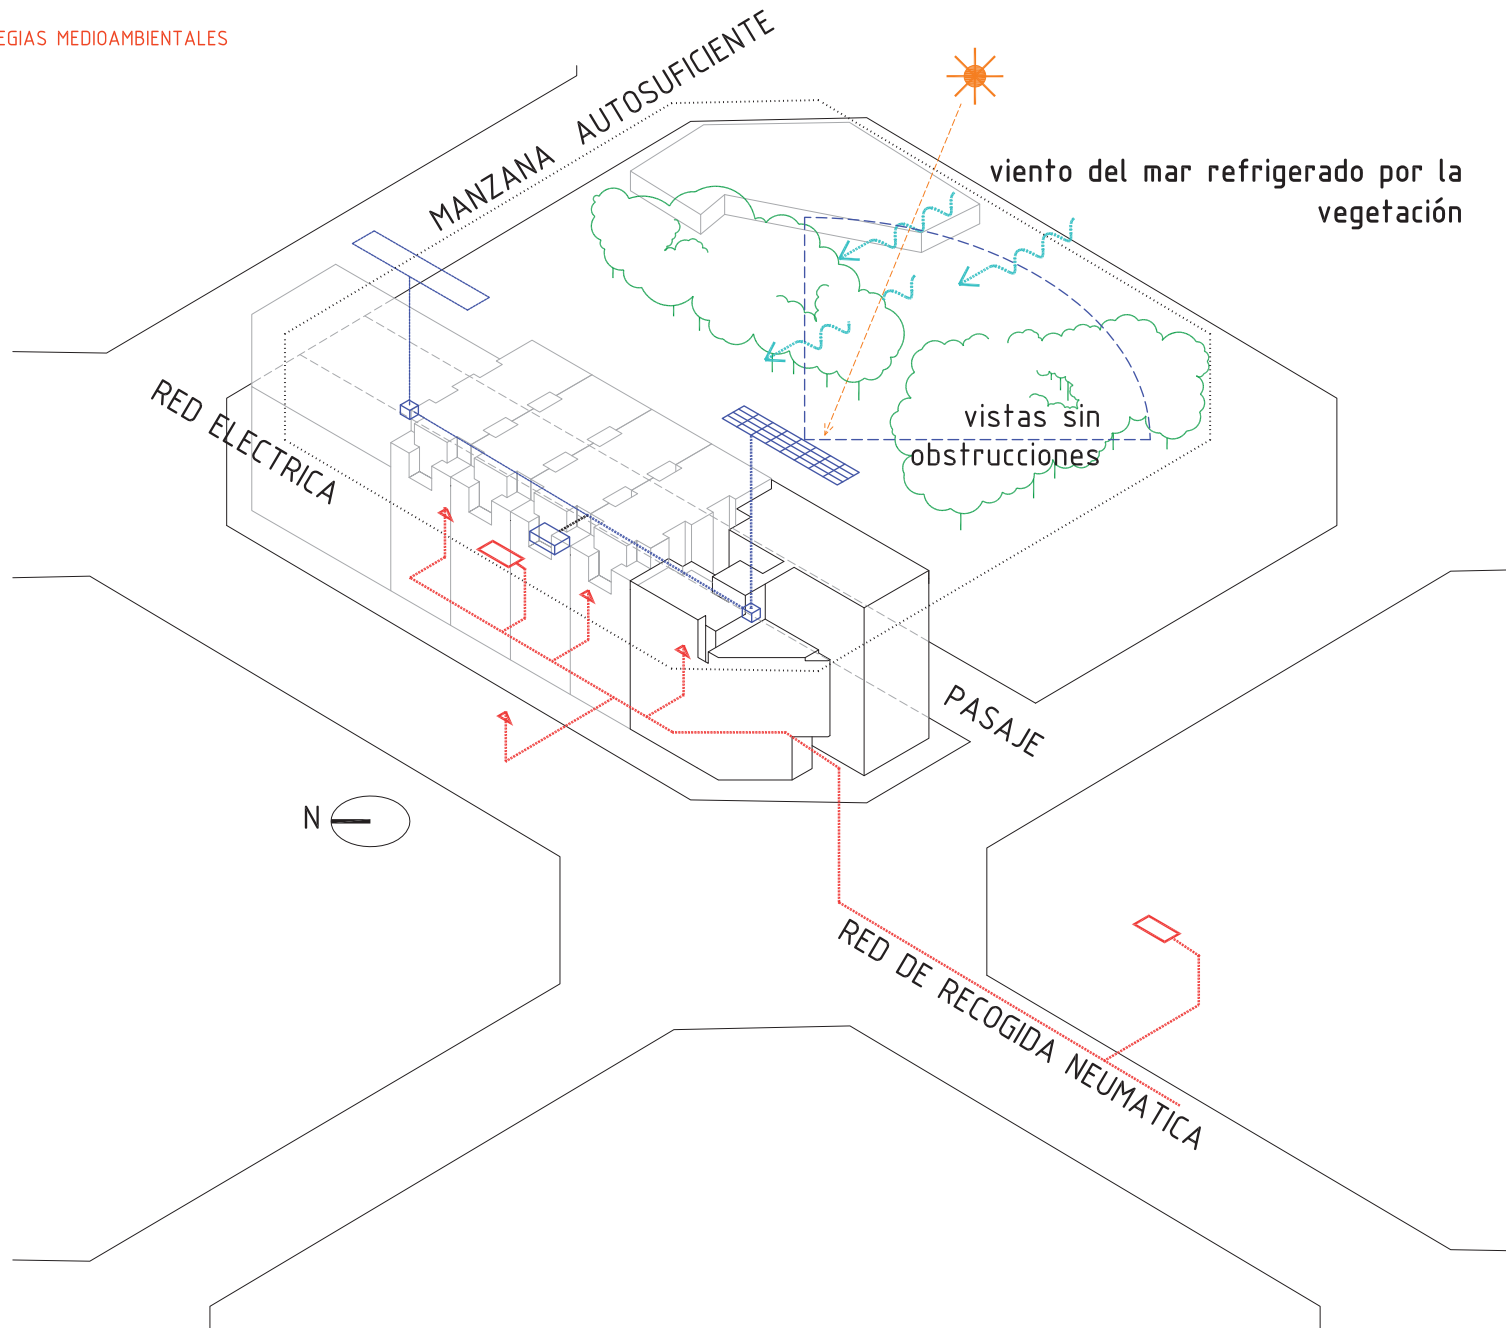 EGIAS MEDIOAMBIENTALES
MANZANA AUTOSUFICIENTE
viento del mar refrigerado por la
vegetación
RED ELECTRICA
vistas sin
obstrucciones
PASAJE
N
RED DE RECOGIDA NEUMATICA